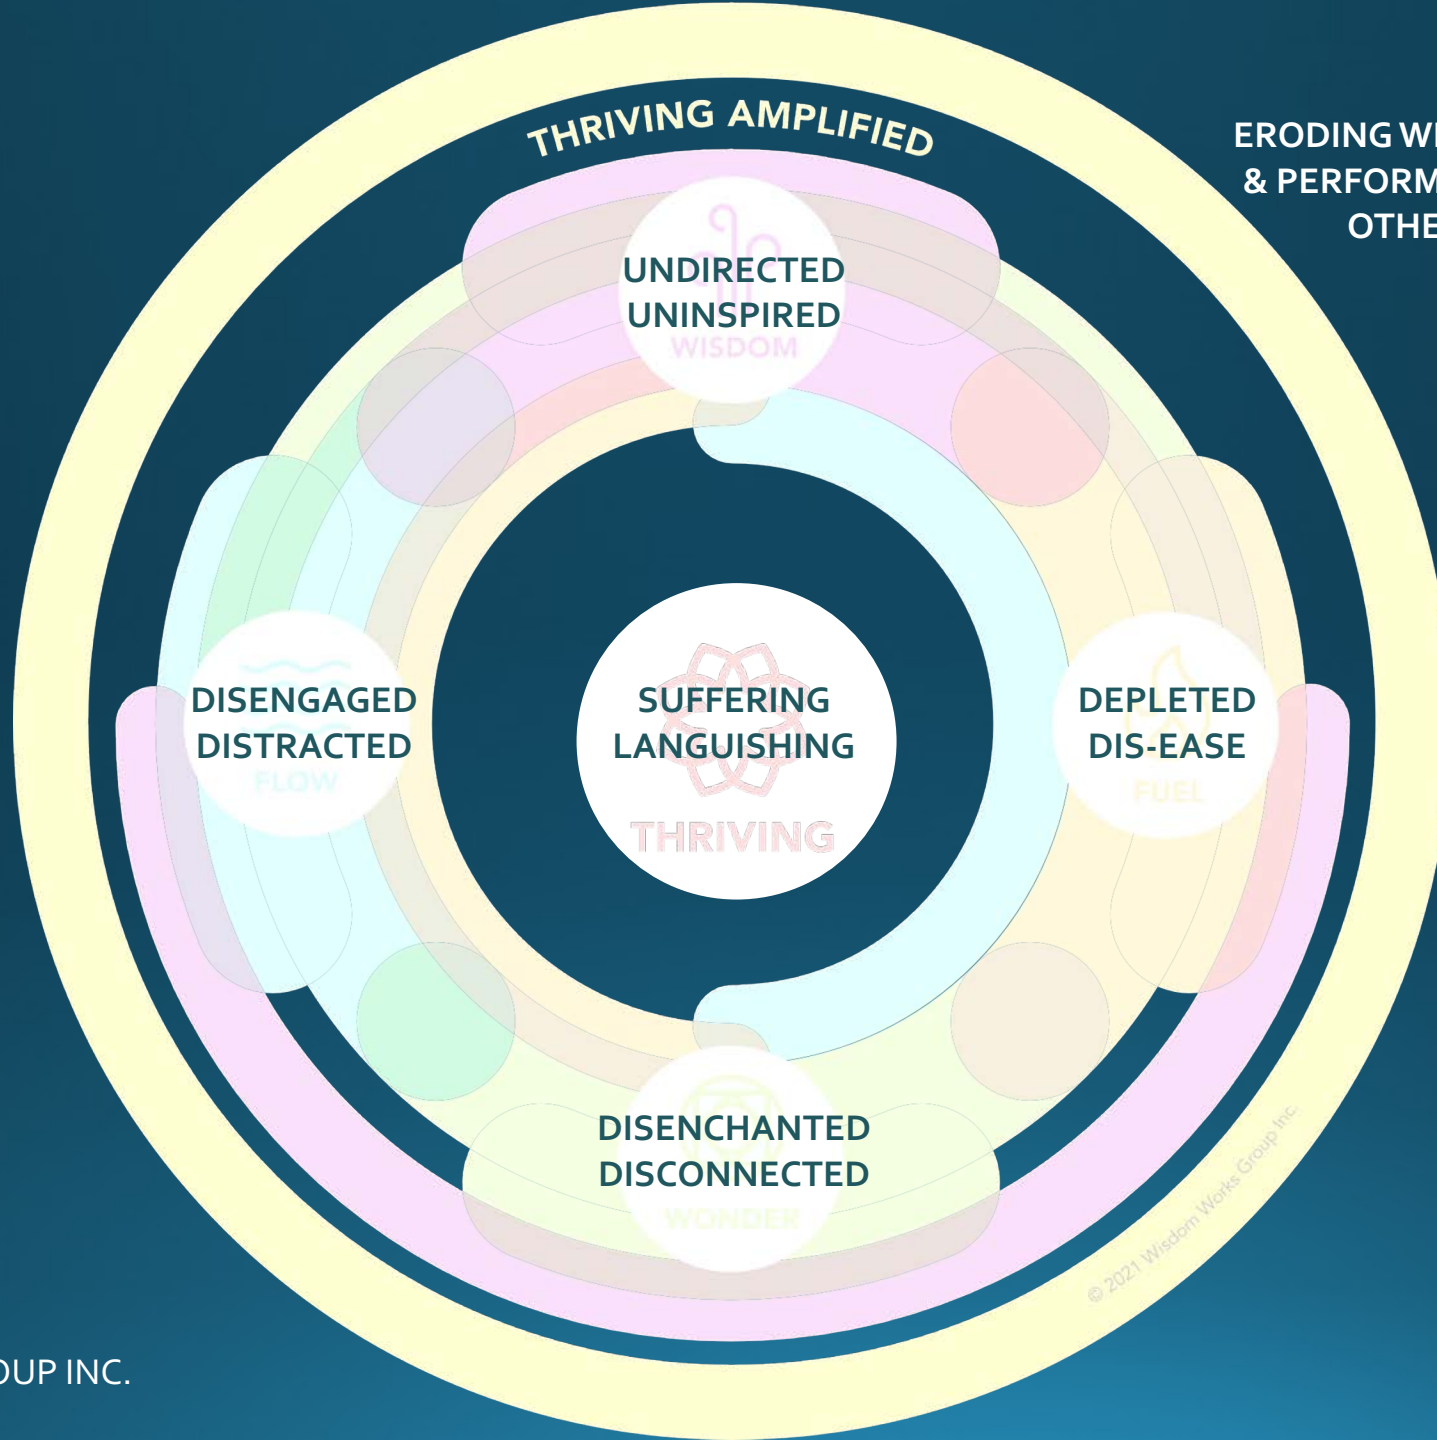 THRIVING AMPLIFIED
ERODING
& PERFORM
OTHE
UNDIRECTED
UNINSPIRED
WISDOM
DISENGAGED
DISTRACTED
FLOW
SUFFERING
LANGUISHING
THRIVING
DEPLETED
DIS-EASE
FUEL
DISENCHANTED
DISCONNECTED
WONDER
© 2021 Wisdom Works Group Inc.
OUP INC.